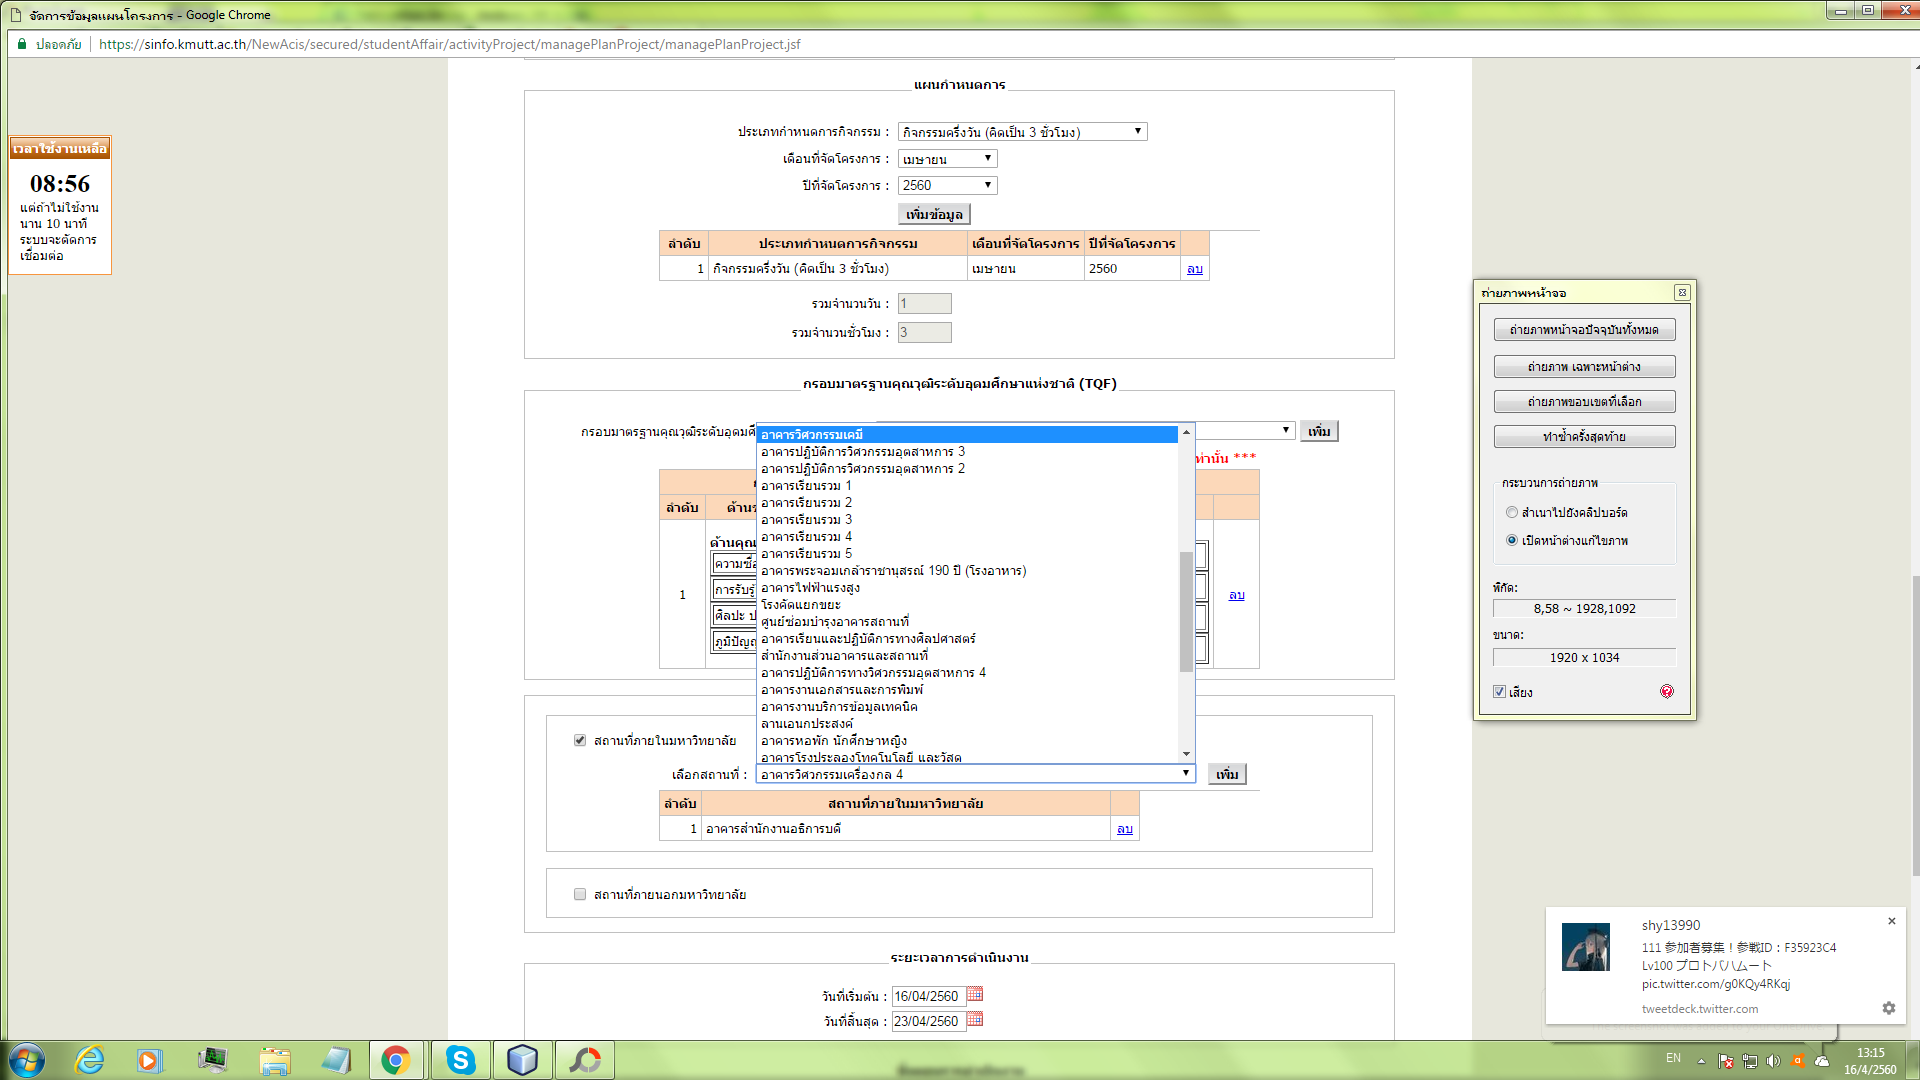 จัดการข้อมูลแผนโครงการ - Google Chrome
ปลอดภัย https://sinfo.kmutt.ac.th/NewAcis/secured/studentAffair/activityProject/managePlanProject/managePlanProject.jsf
เวลาใช้งานเหลือ
08:56
แต่ถ้าไม่ใช้งาน
นาน 10 นาที
ระบบจะตัดการ
เชื่อมต่อ
แผนกำหนดการ
ประเภทกำหนดการกิจกรรม : กิจกรรมครึ่งวัน (คิดเป็น 3 ชั่วโมง)
เดือนที่จัดโครงการ : เมษายน
ปีที่จัดโครงการ : 2560
เพิ่มข้อมูล
ลำดับ ประเภทกำหนดการกิจกรรม เดือนที่จัดโครงการ ปีที่จัดโครงการ
1 กิจกรรมครึ่งวัน (คิดเป็น 3 ชั่วโมง) เมษายน 2560 ลบ
รวมจำนวนวัน : 1
รวมจำนวนชั่วโมง : 3
กรอบมาตรฐานคุณวุฒิระดับอุดมศึกษาแห่งชาติ (TQF)
กรอบมาตรฐานคุณวุฒิระดับอุดมศึ เพิ่ม
ท่านั้น ***
ลำดับ ด้าน
ด้านคุณ
ความซื่อ
1 การรับรู้ ลบ
ศิลปะ ป
ภูมิปัญญ
อาคารวิศวกรรมเคมี
อาคารปฏิบัติการวิศวกรรมอุตสาหการ 3
อาคารปฏิบัติการวิศวกรรมอุตสาหการ 2
อาคารเรียนรวม 1
อาคารเรียนรวม 2
อาคารเรียนรวม 3
อาคารเรียนรวม 4
อาคารเรียนรวม 5
อาคารพระจอมเกล้าราชานุสรณ์ 190 ปี (โรงอาหาร)
อาคารไฟฟ้าแรงสูง
โรงคัดแยกขยะ
ศูนย์ซ่อมบำรุงอาคารสถานที่
อาคารเรียนและปฏิบัติการทางศิลปศาสตร์
สำนักงานส่วนอาคารและสถานที่
อาคารปฏิบัติการทางวิศวกรรมอุตสาหการ 4
อาคารงานเอกสารและการพิมพ์
อาคารงานบริการข้อมูลเทคนิค
ลานเอนกประสงค์
อาคารหอพัก นักศึกษาหญิง
อาคารโรงประลองโทคโนโลยี และวัสดุ
สถานที่ภายในมหาวิทยาลัย
เลือกสถานที่ : อาคารวิศวกรรมเครื่องกล 4 เพิ่ม
ลำดับ สถานที่ภายในมหาวิทยาลัย
1 อาคารสำนักงานอธิการบดี ลบ
สถานที่ภายนอกมหาวิทยาลัย
ระยะเวลาการดำเนินงาน
วันที่เริ่มต้น : 16/04/2560
วันที่สิ้นสุด : 23/04/2560
ถ่ายภาพหน้าจอ
ถ่ายภาพหน้าจอปัจจุบันทั้งหมด
ถ่ายภาพ เฉพาะหน้าต่าง
ถ่ายภาพขอบเขตที่เลือก
ทำซ้ำครั้งสุดท้าย
กระบวนการถ่ายภาพ
สำเนาไปยังคลิปบอร์ด
เปิดหน้าต่างแก้ไขภาพ
พิกัด:
8,58 ~ 1928,1092
ขนาด:
1920 x 1034
เสียง
shy13990
111 参加者募集！参戦ID：F35923C4
Lv100 プロトバハムート
pic.twitter.com/g0KQy4RKqj
tweetdeck.twitter.com
EN
13:15
16/4/2560